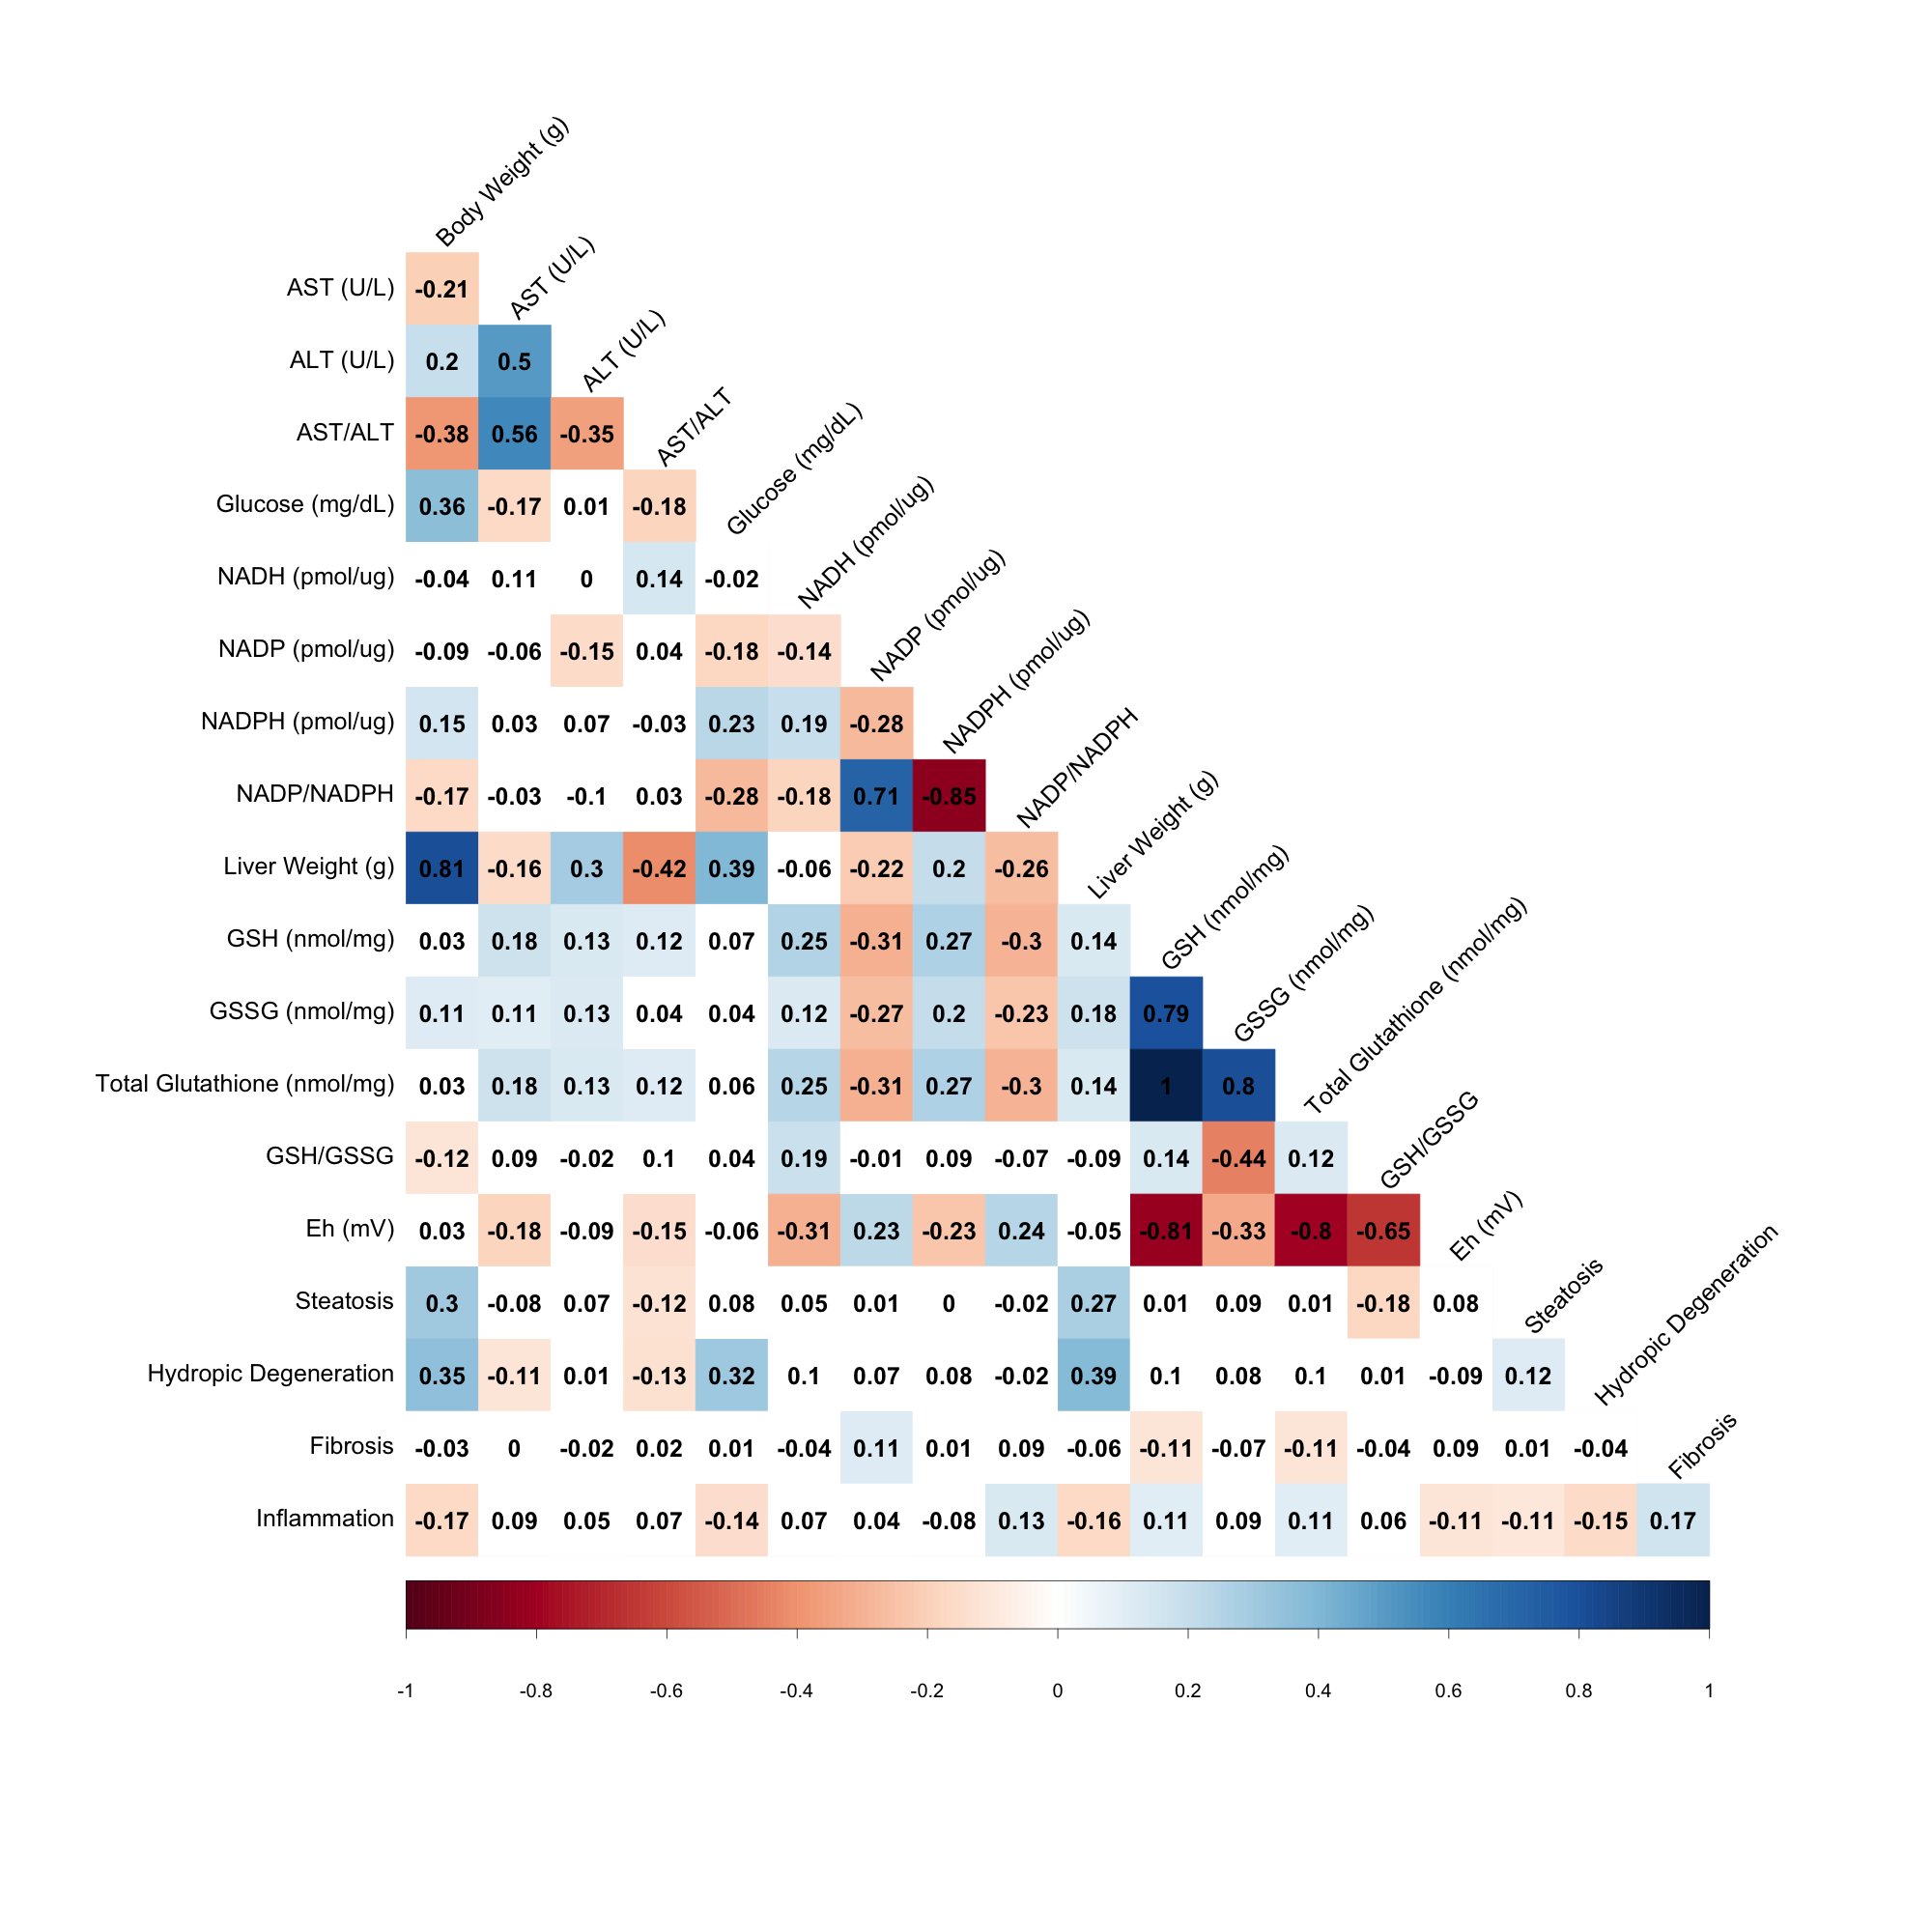 Body Weight (g)
AST (U/L) -0.21 AST (U/L)
ALT (U/L) 0.2 0.5 ALT (U/L)
AST/ALT -0.38 0.56 -0.35 AST/ALT
Glucose (mg/dL) 0.36 -0.17 0.01 -0.18 Glucose (mg/dL)
NADH (pmol/ug) -0.04 0.11 0 0.14 -0.02 NADH (pmol/ug)
NADP (pmol/ug) -0.09 -0.06 -0.15 0.04 -0.18 -0.14 NADP (pmol/ug)
NADPH (pmol/ug) 0.15 0.03 0.07 -0.03 0.23 0.19 -0.28 NADPH (pmol/ug)
NADP/NADPH -0.17 -0.03 -0.1 0.03 -0.28 -0.18 0.71 -0.85 NADP/NADPH
Liver Weight (g) 0.81 -0.16 0.3 -0.42 0.39 -0.06 -0.22 0.2 -0.26 Liver Weight (g)
GSH (nmol/mg) 0.03 0.18 0.13 0.12 0.07 0.25 -0.31 0.27 -0.3 0.14 GSH (nmol/mg)
GSSG (nmol/mg) 0.11 0.11 0.13 0.04 0.04 0.12 -0.27 0.2 -0.23 0.18 0.79 GSSG (nmol/mg)
Total Glutathione (nmol/mg) 0.03 0.18 0.13 0.12 0.06 0.25 -0.31 0.27 -0.3 0.14 1 0.8 Total Glutathione (nmol/mg)
GSH/GSSG -0.12 0.09 -0.02 0.1 0.04 0.19 -0.01 0.09 -0.07 -0.09 0.14 -0.44 0.12 GSH/GSSG
Eh (mV) 0.03 -0.18 -0.09 -0.15 -0.06 -0.31 0.23 -0.23 0.24 -0.05 -0.81 -0.33 -0.8 -0.65 Eh (mV)
Steatosis 0.3 -0.08 0.07 -0.12 0.08 0.05 0.01 0 -0.02 0.27 0.01 0.09 0.01 -0.18 0.08 Steatosis
Hydropic Degeneration 0.35 -0.11 0.01 -0.13 0.32 0.1 0.07 0.08 -0.02 0.39 0.1 0.08 0.1 0.01 -0.09 0.12 Hydropic Degeneration
Fibrosis -0.03 0 -0.02 0.02 0.01 -0.04 0.11 0.01 0.09 -0.06 -0.11 -0.07 -0.11 -0.04 0.09 0.01 -0.04 Fibrosis
Inflammation -0.17 0.09 0.05 0.07 -0.14 0.07 0.04 -0.08 0.13 -0.16 0.11 0.09 0.11 0.06 -0.11 -0.11 -0.15 0.17
-1 -0.8 -0.6 -0.4 -0.2 0 0.2 0.4 0.6 0.8 1